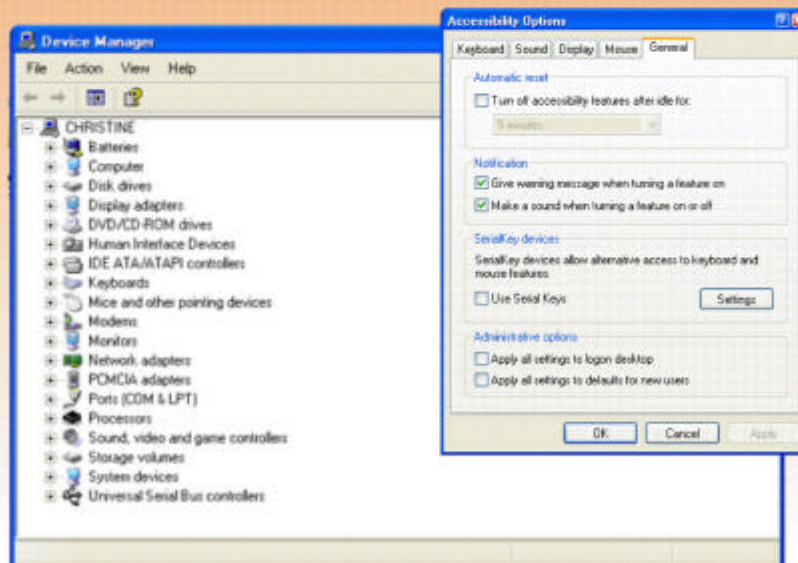 Device Manager
File Action View Help
CHRISTINE
Batteries
Computer
Disk drives
Display adapters
DVD/CD-ROM drives
Human Interface Devices
IDE ATA/ATAPI controllers
Keyboards
Mice and other pointing devices
Modems
Monitors
Network adapters
PCMCIA adapters
Ports (COM & LPT)
Processors
Sound, video and game controllers
Storage volumes
System devices
Universal Serial Bus controllers
Accessibility Options
Keyboard Sound Display Mouse General
Automatic reset
Turn off accessibility features after idle for:
5 minutes
Notification
Give warning message when turning a feature on
Make a sound when turning a feature on or off
SerialKey devices
SerialKey devices allow alternative access to keyboard and
mouse features.
Use Serial Keys Settings
Administrative options
Apply all settings to logon desktop
Apply all settings to defaults for new users
OK Cancel Apply